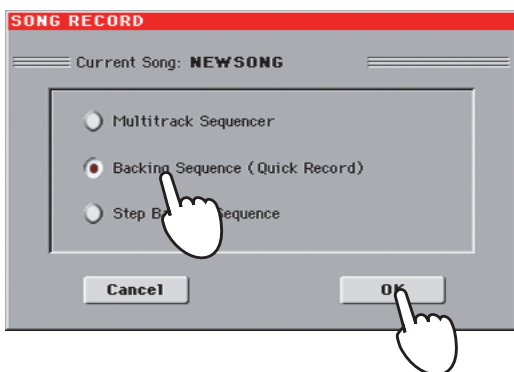 SONG RECORD
Current Song: NEWSONG
Multitrack Sequencer
Backing Sequence (Quick Record)
Step Sequence
Cancel OK